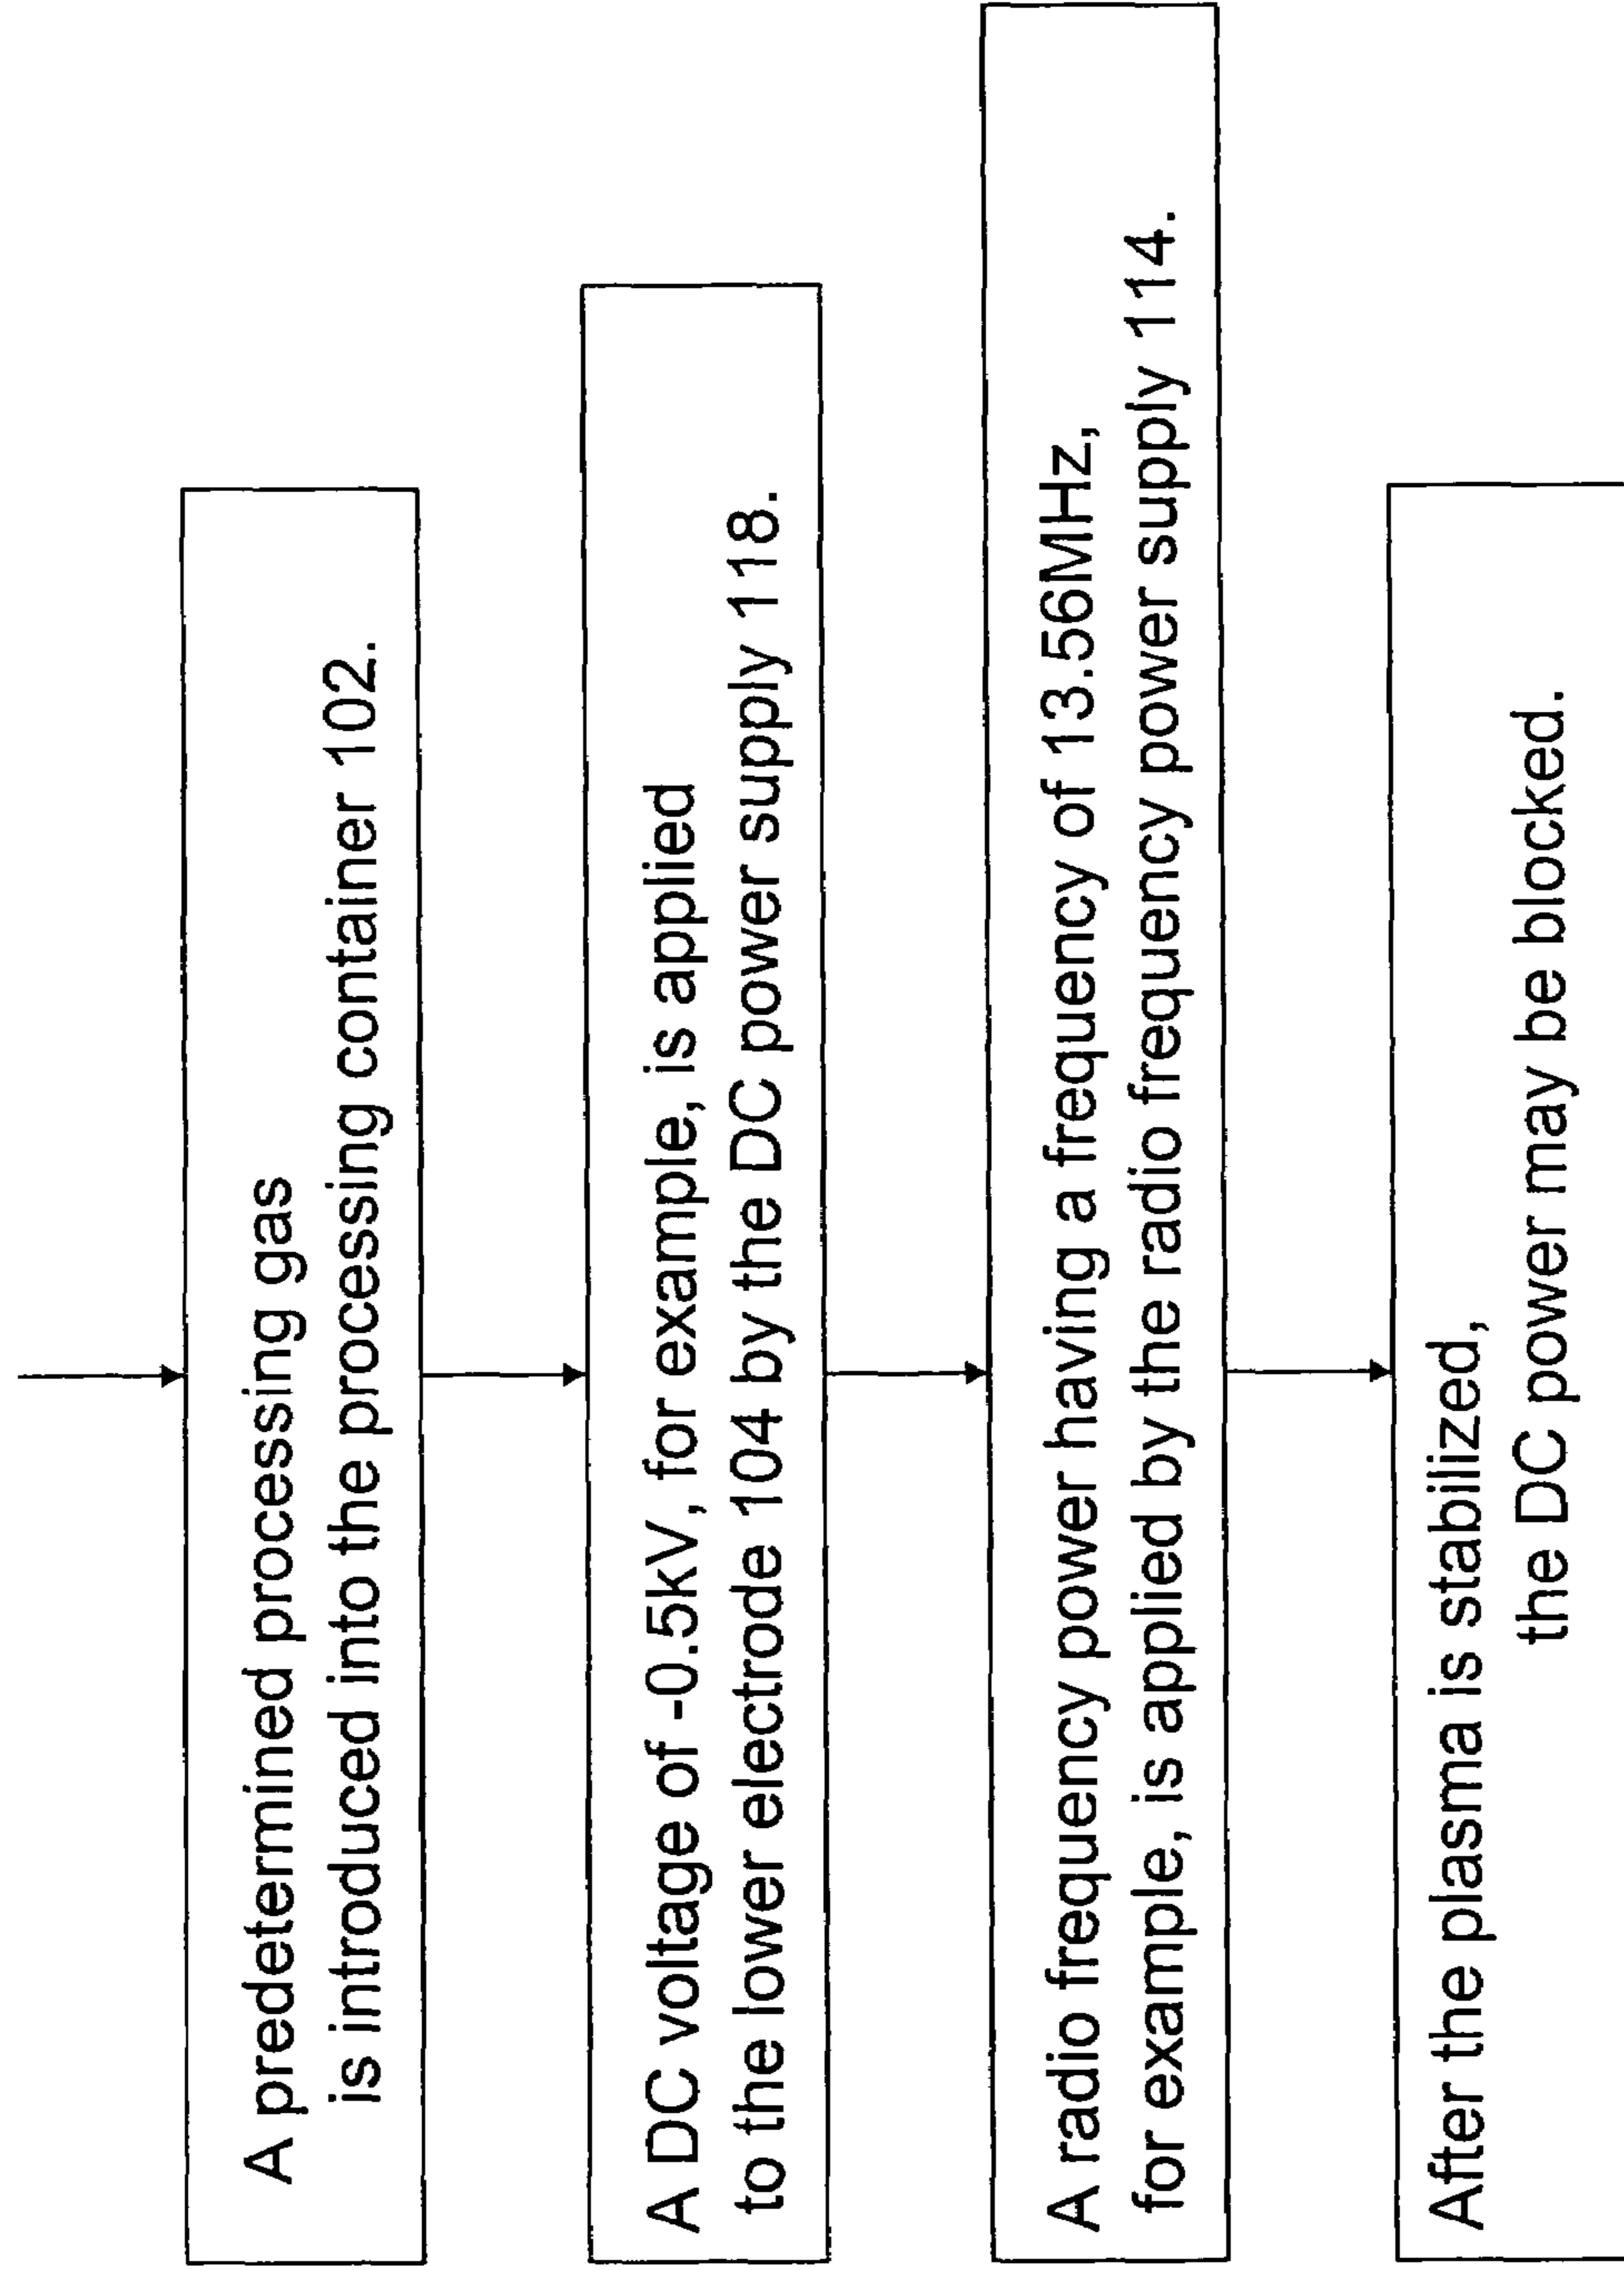 A predetermined processing gas
is introduced into the processing container 102.
A DC voltage of -0.5kV, for example, is applied
to the lower electrode 104 by the DC power supply 118.
A radio frequency power having a frequency of 13.56MHz,
for example, is applied by the radio frequency power supply 114.
After the plasma is stabilized,
the DC power may be blocked.